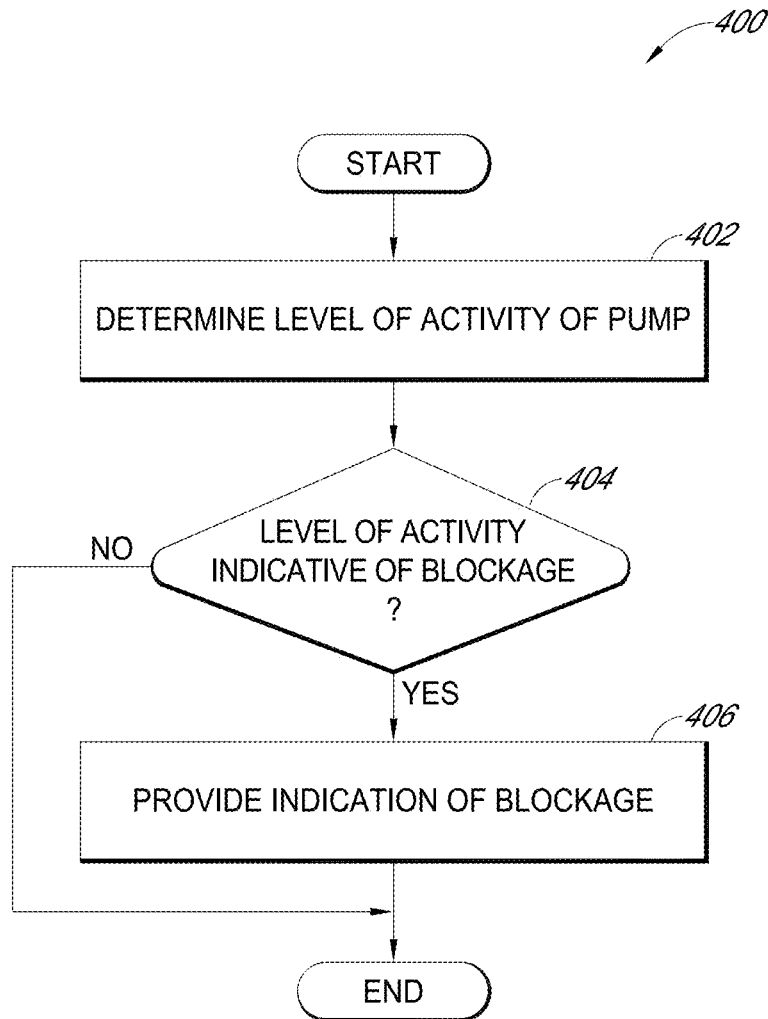 400
START
402
DETERMINE LEVEL OF ACTIVITY OF PUMP
404
LEVEL OF ACTIVITY
INDICATIVE OF BLOCKAGE
?
NO
YES
406
PROVIDE INDICATION OF BLOCKAGE
END